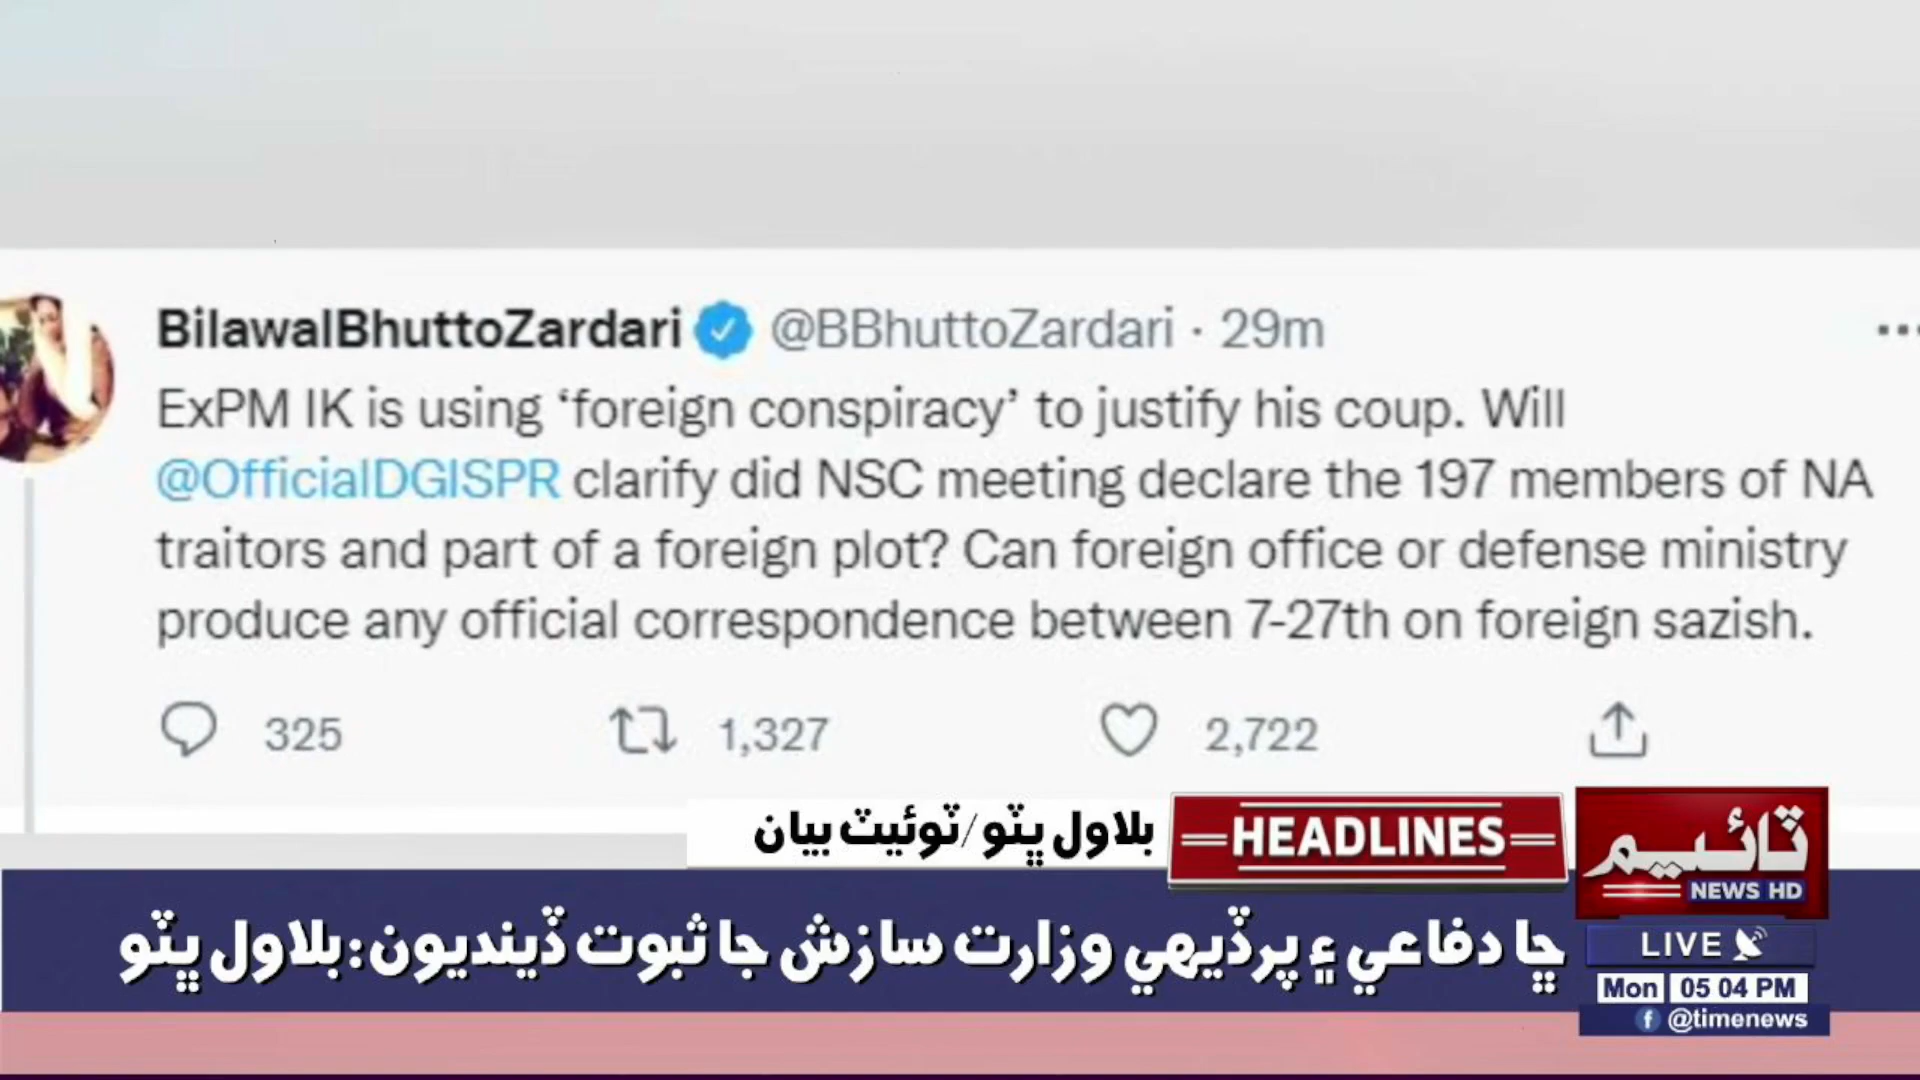 BilawalBhuttoZardari @BBhuttoZardari · 29m
ExPM IK is using ‘foreign conspiracy’ to justify his coup. Will
@OfficialDGISPR clarify did NSC meeting declare the 197 members of NA
traitors and part of a foreign plot? Can foreign office or defense ministry
produce any official correspondence between 7-27th on foreign sazish.
325 1,327 2,722
بلاول ڀٽو/ٽوئيٽ بيان
HEADLINES
ٽائيم
NEWS HD
ڇا دفاعي ۽ پرڏيهي وزارت سازش جا ثبوت ڏينديون:بلاول ڀٽو
LIVE
Mon 05 04 PM
f @timenews